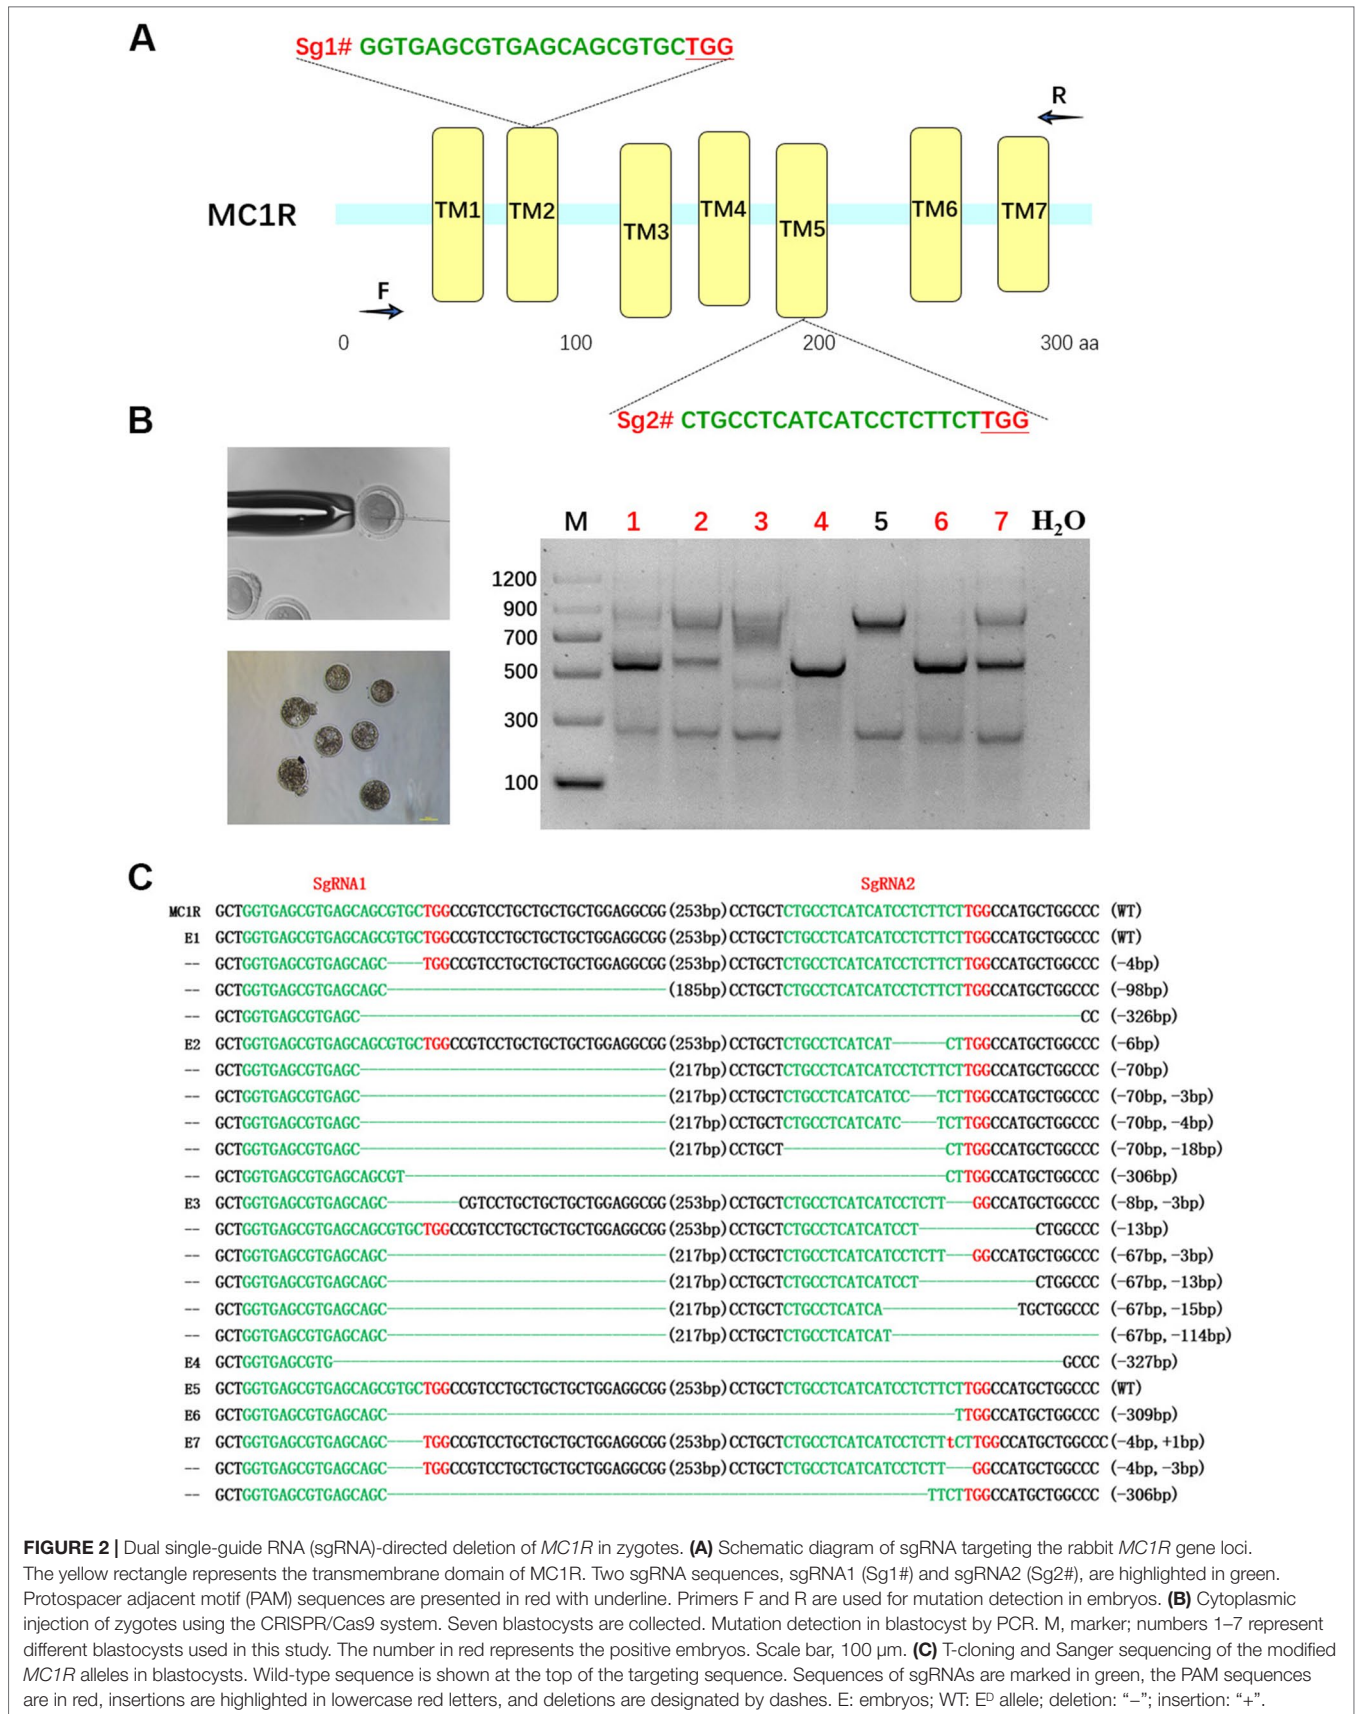 A
Sg1# GGTGAGCGTGAGCAGCGTGCTGG
R
MC1R
TM1
TM2
TM3
TM4
TM5
TM6
TM7
F
0 100 200 300 aa
Sg2# CTGCCTCATCATCCTCTTCTTGG
B
M 1 2 3 4 5 6 7 H₂O
1200
900
700
500
300
100
C
SgRNA1 SgRNA2
MC1R GCTGGTGAGCGTGAGCAGCGTGCTGGCCGTCCTGCTGCTGCTGGAGGCGG(253bp)CCTGCTCTGCCTCATCATCCTCTTCTTGGCCATGCTGGCCC (WT)
E1 GCTGGTGAGCGTGAGCAGCGTGCTGGCCGTCCTGCTGCTGCTGGAGGCGG(253bp)CCTGCTCTGCCTCATCATCCTCTTCTTGGCCATGCTGGCCC (WT)
-- GCTGGTGAGCGTGAGCAGC----TGGCCGTCCTGCTGCTGCTGGAGGCGG(253bp)CCTGCTCTGCCTCATCATCCTCTTCTTGGCCATGCTGGCCC (-4bp)
-- GCTGGTGAGCGTGAGCAGC-------------------------------(185bp)CCTGCTCTGCCTCATCATCCTCTTCTTGGCCATGCTGGCCC (-98bp)
-- GCTGGTGAGCGTGAGC--------------------------------------------------------------------------------CC (-326bp)
E2 GCTGGTGAGCGTGAGCAGCGTGCTGGCCGTCCTGCTGCTGCTGGAGGCGG(253bp)CCTGCTCTGCCTCATCAT------CTTGGCCATGCTGGCCC (-6bp)
-- GCTGGTGAGCGTGAGC----------------------------------(217bp)CCTGCTCTGCCTCATCATCCTCTTCTTGGCCATGCTGGCCC (-70bp)
-- GCTGGTGAGCGTGAGC----------------------------------(217bp)CCTGCTCTGCCTCATCATCC---TCTTGGCCATGCTGGCCC (-70bp, -3bp)
-- GCTGGTGAGCGTGAGC----------------------------------(217bp)CCTGCTCTGCCTCATCATC----TCTTGGCCATGCTGGCCC (-70bp, -4bp)
-- GCTGGTGAGCGTGAGC----------------------------------(217bp)CCTGCT------------------CTTGGCCATGCTGGCCC (-70bp, -18bp)
-- GCTGGTGAGCGTGAGCAGCGT------------------------------------------------------------CTTGGCCATGCTGGCCC (-306bp)
E3 GCTGGTGAGCGTGAGCAGC--------CGTCCTGCTGCTGCTGGAGGCGG(253bp)CCTGCTCTGCCTCATCATCCTCTT---GGCCATGCTGGCCC (-8bp, -3bp)
-- GCTGGTGAGCGTGAGCAGCGTGCTGGCCGTCCTGCTGCTGCTGGAGGCGG(253bp)CCTGCTCTGCCTCATCATCCT-------------CTGGCCC (-13bp)
-- GCTGGTGAGCGTGAGCAGC-------------------------------(217bp)CCTGCTCTGCCTCATCATCCTCTT---GGCCATGCTGGCCC (-67bp, -3bp)
-- GCTGGTGAGCGTGAGCAGC-------------------------------(217bp)CCTGCTCTGCCTCATCATCCT-------------CTGGCCC (-67bp, -13bp)
-- GCTGGTGAGCGTGAGCAGC-------------------------------(217bp)CCTGCTCTGCCTCATCA---------------TGCTGGCCC (-67bp, -15bp)
-- GCTGGTGAGCGTGAGCAGC-------------------------------(217bp)CCTGCTCTGCCTCATCAT----------------------- (-67bp, -114bp)
E4 GCTGGTGAGCGTG---------------------------------------------------------------------------------GCCC (-327bp)
E5 GCTGGTGAGCGTGAGCAGCGTGCTGGCCGTCCTGCTGCTGCTGGAGGCGG(253bp)CCTGCTCTGCCTCATCATCCTCTTCTTGGCCATGCTGGCCC (WT)
E6 GCTGGTGAGCGTGAGCAGC---------------------------------------------------------------TTGGCCATGCTGGCCC (-309bp)
E7 GCTGGTGAGCGTGAGCAGC----TGGCCGTCCTGCTGCTGCTGGAGGCGG(253bp)CCTGCTCTGCCTCATCATCCTCTTtCTTGGCCATGCTGGCCC(-4bp, +1bp)
-- GCTGGTGAGCGTGAGCAGC----TGGCCGTCCTGCTGCTGCTGGAGGCGG(253bp)CCTGCTCTGCCTCATCATCCTCTT---GGCCATGCTGGCCC (-4bp, -3bp)
-- GCTGGTGAGCGTGAGCAGC------------------------------------------------------------TTCTTGGCCATGCTGGCCC (-306bp)
FIGURE 2 | Dual single-guide RNA (sgRNA)-directed deletion of MC1R in zygotes. (A) Schematic diagram of sgRNA targeting the rabbit MC1R gene loci.
The yellow rectangle represents the transmembrane domain of MC1R. Two sgRNA sequences, sgRNA1 (Sg1#) and sgRNA2 (Sg2#), are highlighted in green.
Protospacer adjacent motif (PAM) sequences are presented in red with underline. Primers F and R are used for mutation detection in embryos. (B) Cytoplasmic
injection of zygotes using the CRISPR/Cas9 system. Seven blastocysts are collected. Mutation detection in blastocyst by PCR. M, marker; numbers 1–7 represent
different blastocysts used in this study. The number in red represents the positive embryos. Scale bar, 100 μm. (C) T-cloning and Sanger sequencing of the modified
MC1R alleles in blastocysts. Wild-type sequence is shown at the top of the targeting sequence. Sequences of sgRNAs are marked in green, the PAM sequences
are in red, insertions are highlighted in lowercase red letters, and deletions are designated by dashes. E: embryos; WT: Eᴰ allele; deletion: “−”; insertion: “+”.